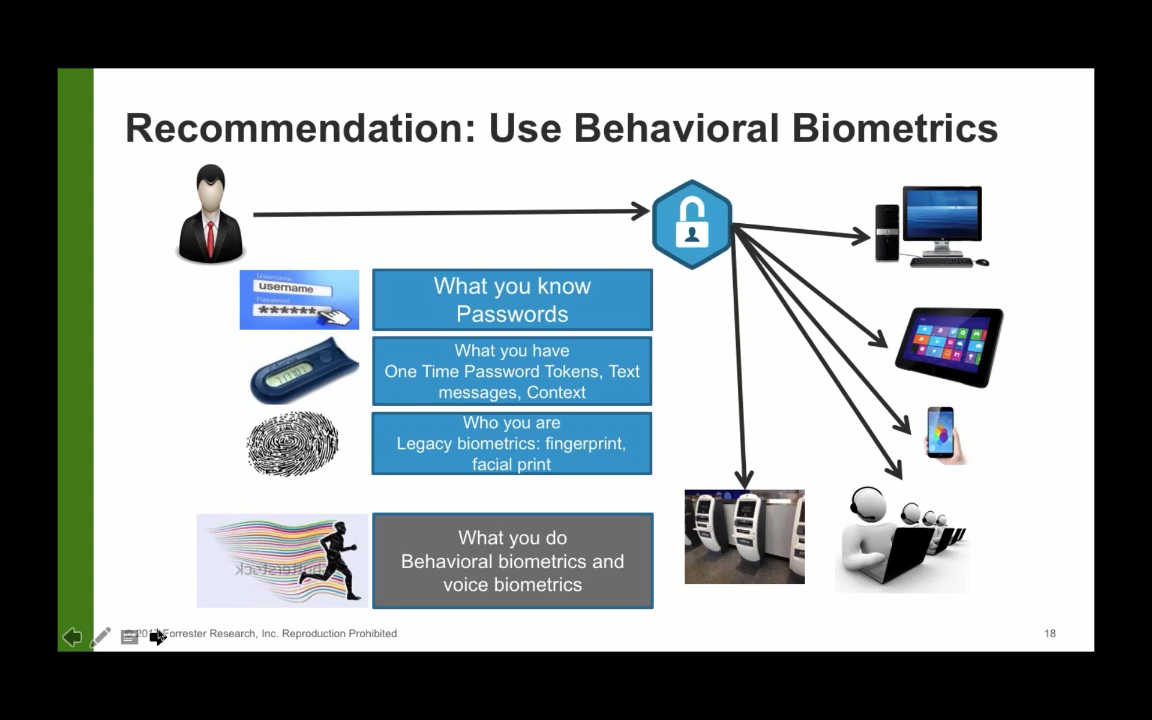 Recommendation: Use Behavioral Biometrics
Username
username
Password
******
What you know
Passwords
What you have
One Time Password Tokens, Text
messages, Context
Who you are
Legacy biometrics: fingerprint,
facial print
What you do
Behavioral biometrics and
voice biometrics
Forrester Research, Inc. Reproduction Prohibited
18